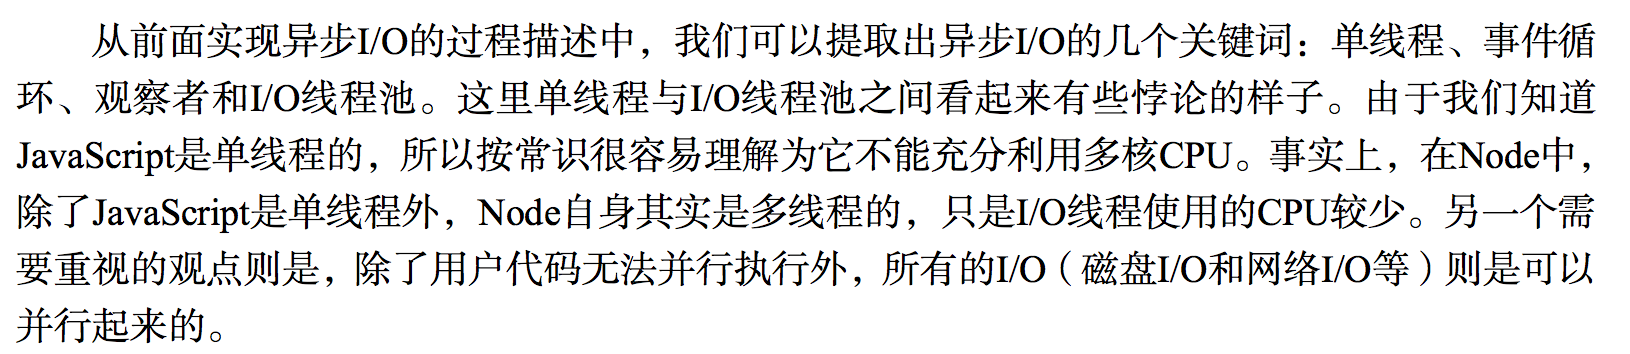 从前面实现异步I/O的过程描述中，我们可以提取出异步I/O的几个关键词：单线程、事件循
环、观察者和I/O线程池。这里单线程与I/O线程池之间看起来有些悖论的样子。由于我们知道
JavaScript是单线程的，所以按常识很容易理解为它不能充分利用多核CPU。事实上，在Node中，
除了JavaScript是单线程外，Node自身其实是多线程的，只是I/O线程使用的CPU较少。另一个需
要重视的观点则是，除了用户代码无法并行执行外，所有的I/O（磁盘I/O和网络I/O等）则是可以
并行起来的。